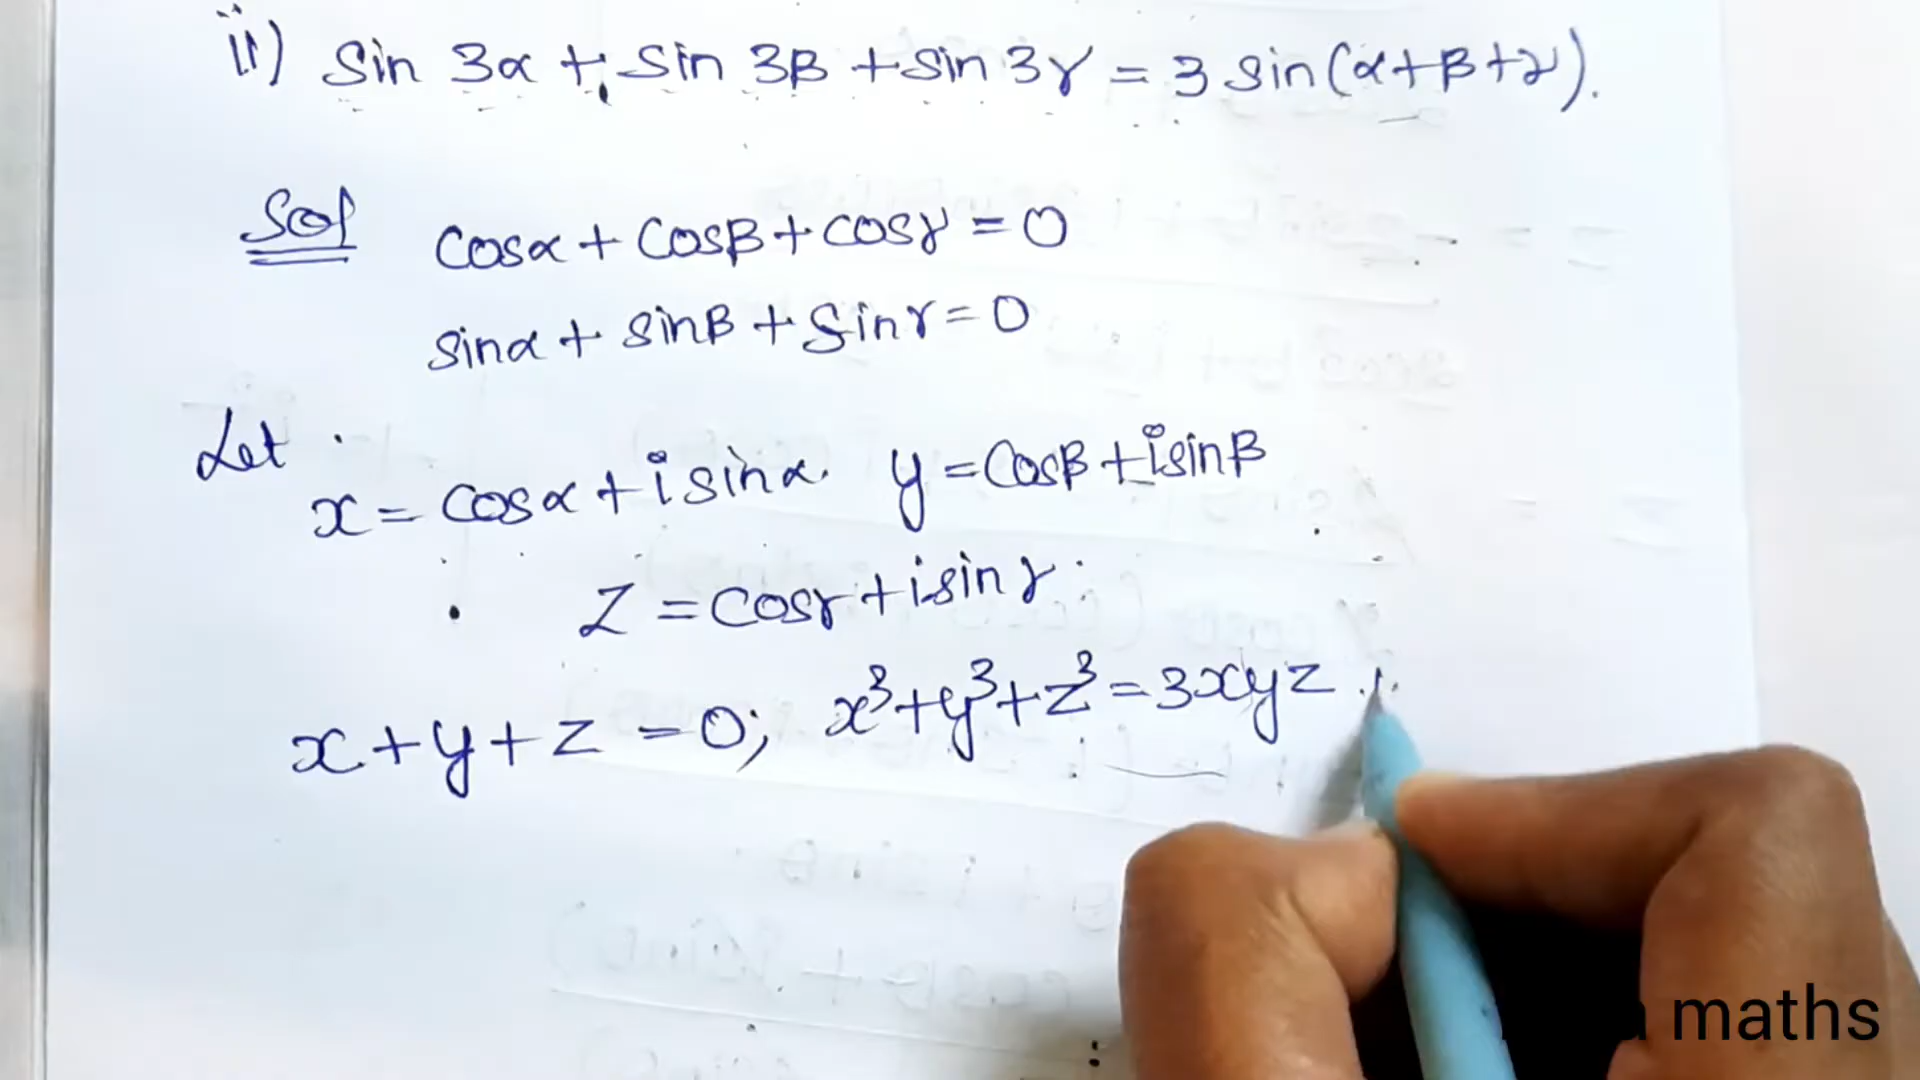 ii) sin 3α + sin 3β + sin 3γ = 3 sin(α+β+γ).
Sol cosα + cosβ + cosγ = 0
sinα + sinβ + sinγ = 0
Let
x = cosα + i sinα. y = cosβ + i sinβ
z = cosγ + i sinγ.
x + y + z = 0; x³ + y³ + z³ = 3xyz
maths